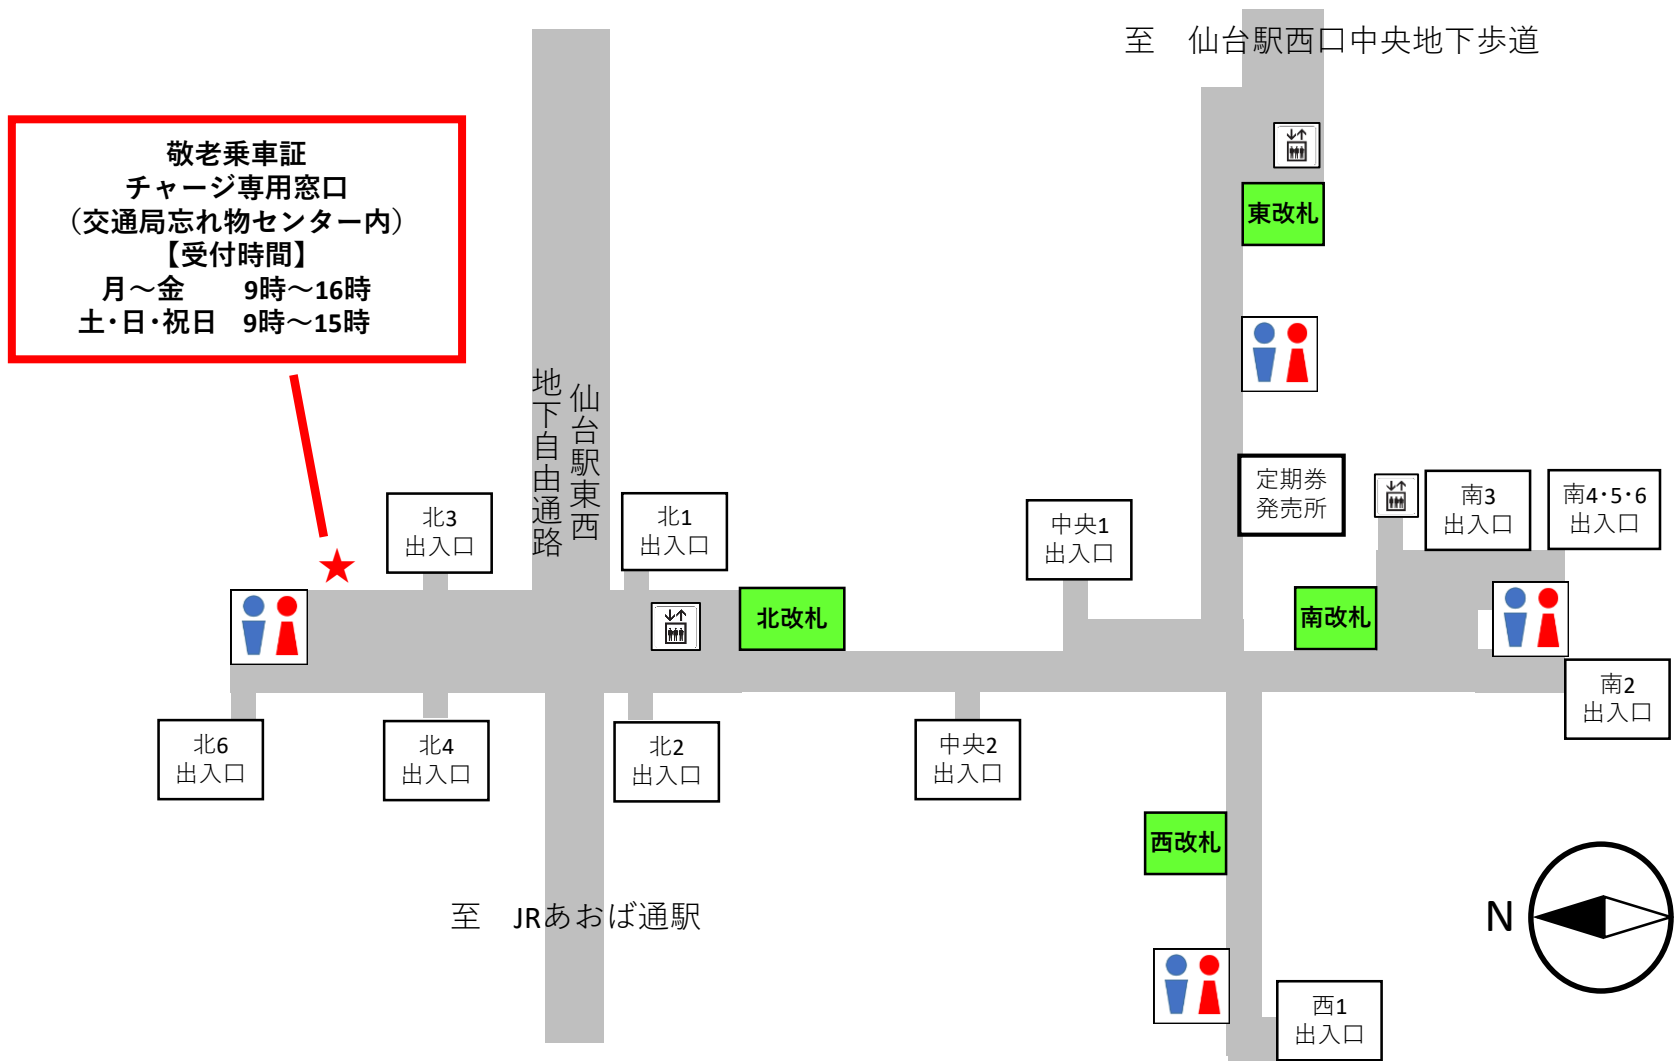 至　仙台駅西口中央地下歩道
敬老乗車証
チャージ専用窓口
（交通局忘れ物センター内）
【受付時間】
月～金　　9時～16時
土・日・祝日　9時～15時
東改札
仙台駅東西
地下自由通路
定期券
発売所
南3
出入口
南4・5・6
出入口
北3
出入口
北1
出入口
中央1
出入口
北改札
南改札
南2
出入口
北6
出入口
北4
出入口
北2
出入口
中央2
出入口
西改札
至　JRあおば通駅
N
西1
出入口